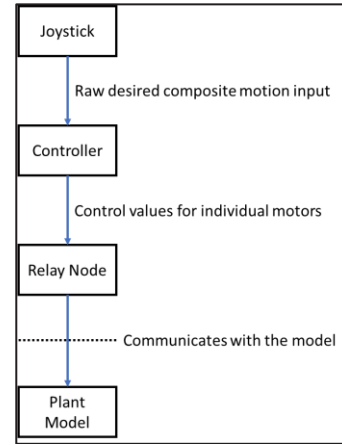 Joystick
Raw desired composite motion input
Controller
Control values for individual motors
Relay Node
Communicates with the model
Plant
Model